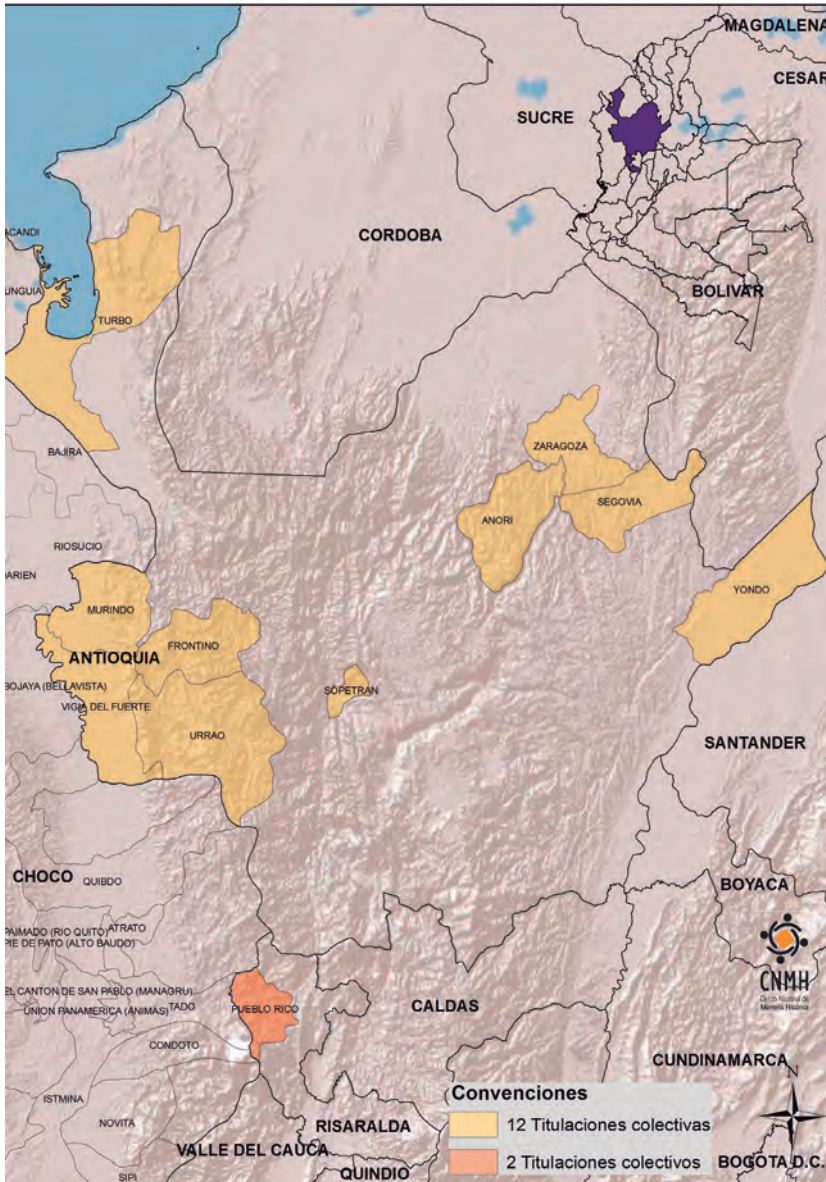 MAGDALENA
CESAR
SUCRE
CORDOBA
ACANDI
UNGUIA
BOLIVAR
TURBO
BAJIRA
ZARAGOZA
SEGOVIA
ANORI
RIOSUCIO
DARIEN
YONDO
MURINDO
FRONTINO
ANTIOQUIA
BOJAYA (BELLAVISTA)
SOPETRAN
VIGIA DEL FUERTE
URRAO
SANTANDER
CHOCO
QUIBDO
BOYACA
PAIMADO (RIO QUITO)
ATRATO
PIE DE PATO (ALTO BAUDO)
CNMH
Centro Nacional de
Memoria Histórica
EL CANTON DE SAN PABLO (MANAGRU)
TADO
UNION PANAMERICA (ANIMAS)
PUEBLO RICO
CALDAS
CONDOTO
CUNDINAMARCA
N
ISTMINA
NOVITA
RISARALDA
VALLE DEL CAUCA
SIPI
QUINDIO
BOGOTA D.C.
Convenciones
12 Titulaciones colectivas
2 Titulaciones colectivos